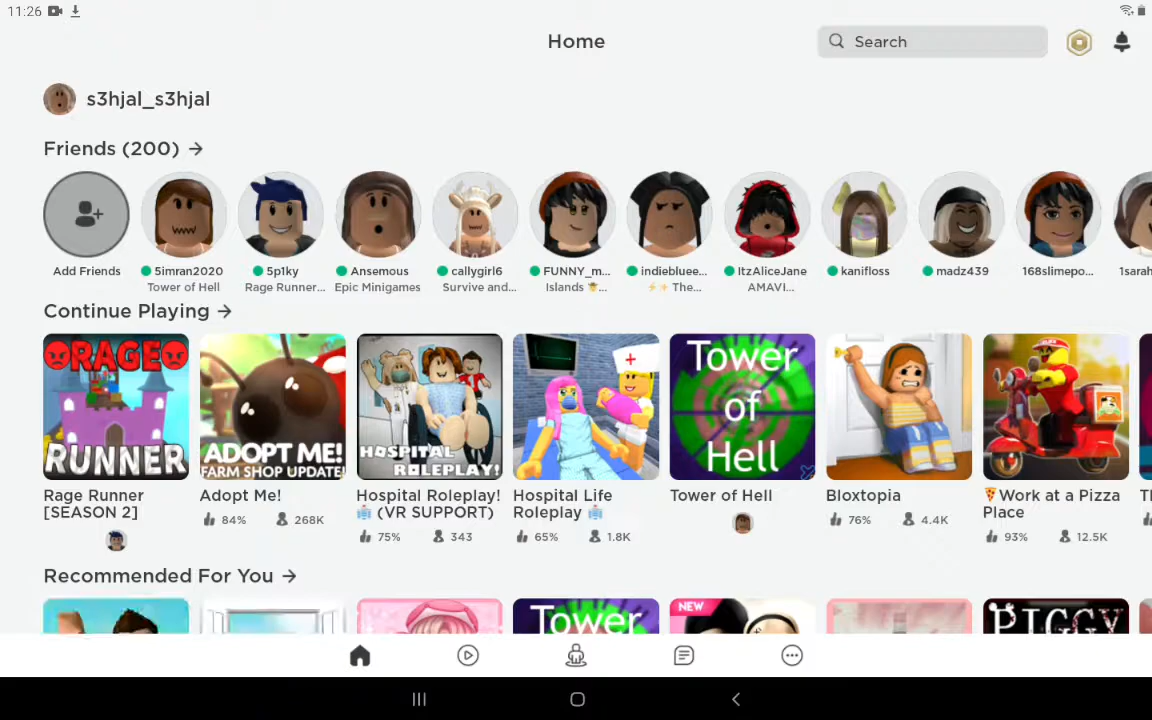 11:26
Home
Search
s3hjal_s3hjal
Friends (200) →
Add Friends
5imran2020
Tower of Hell
5p1ky
Rage Runner...
Ansemous
Epic Minigames
callygirl6
Survive and...
FUNNY_m...
Islands 🤠...
indiebluee...
⚡✨ The...
ItzAliceJane
AMAVI...
kanifloss
madz439
168slimepo...
1sarah
Continue Playing →
RAGE
RUNNER
ADOPT ME!
FARM SHOP UPDATE!
HOSPITAL
ROLEPLAY!
Tower
of
Hell
Rage Runner
[SEASON 2]
Adopt Me!
84% 268K
Hospital Roleplay!
🏥 (VR SUPPORT)
75% 343
Hospital Life
Roleplay 🏥
65% 1.8K
Tower of Hell
Bloxtopia
76% 4.4K
🍕Work at a Pizza
Place
93% 12.5K
Recommended For You →
Tower
NEW
PIGGY